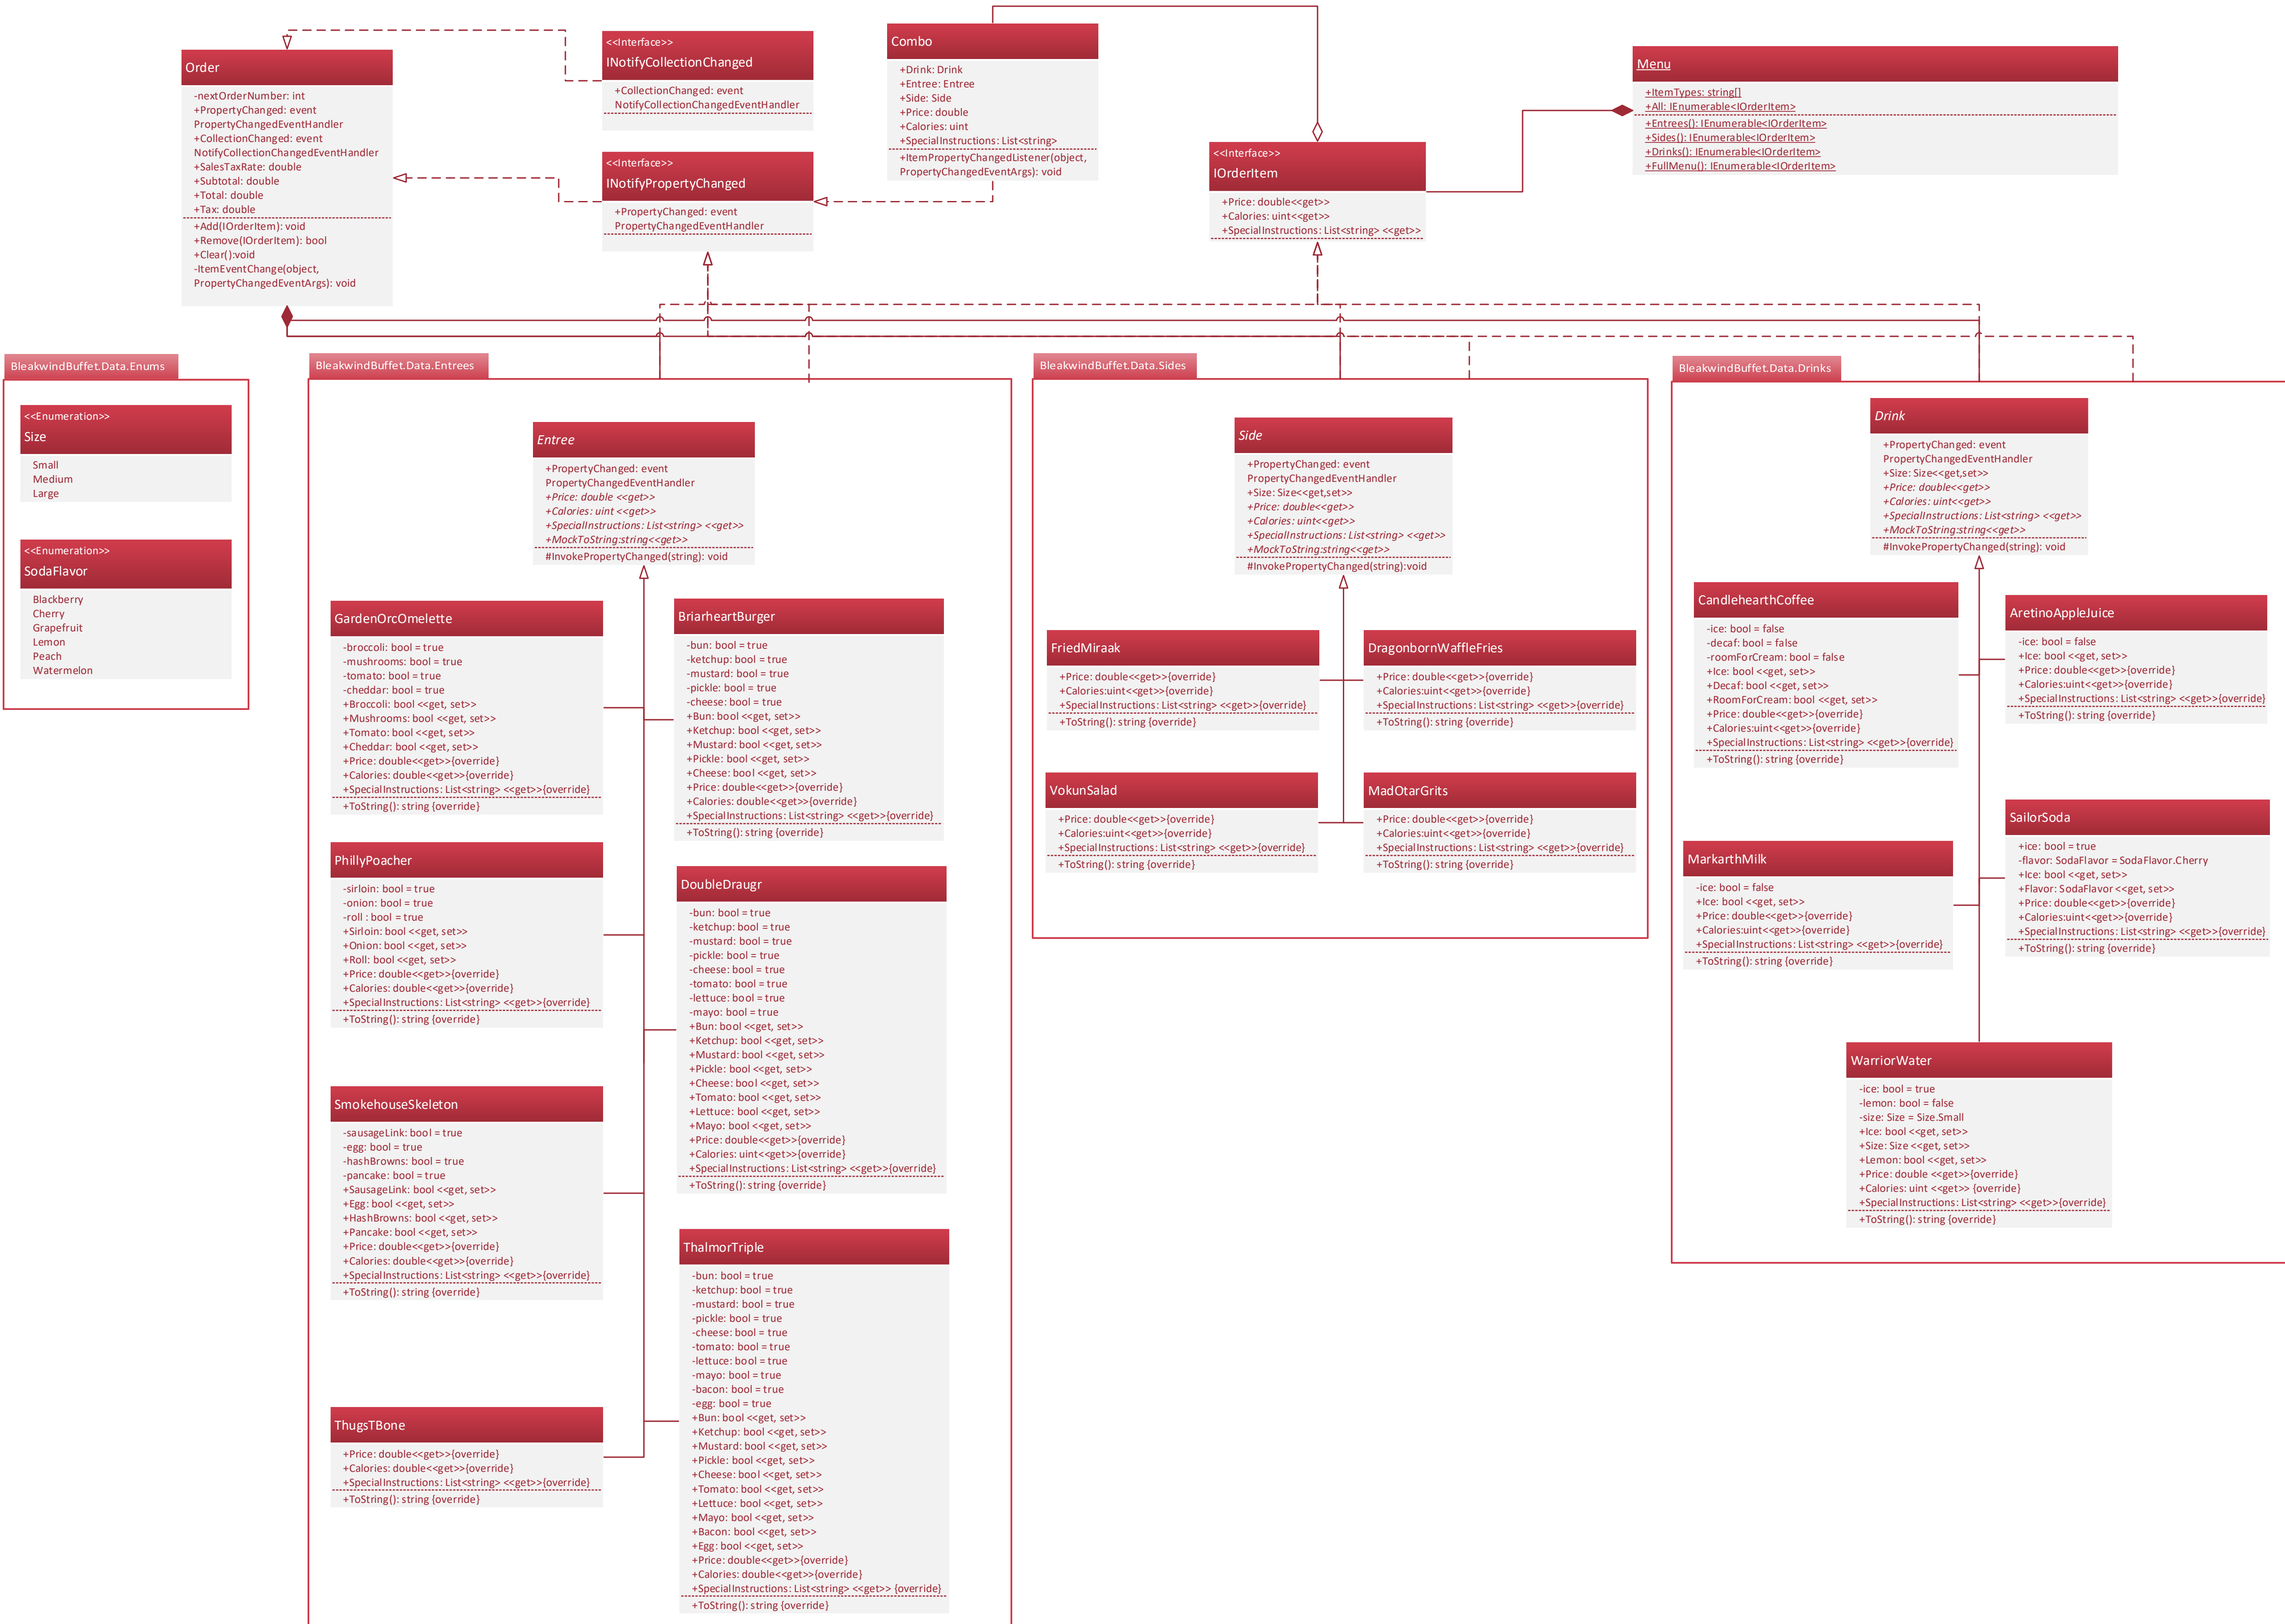 Order
-nextOrderNumber: int
+PropertyChanged: event
PropertyChangedEventHandler
+CollectionChanged: event
NotifyCollectionChangedEventHandler
+SalesTaxRate: double
+Subtotal: double
+Total: double
+Tax: double
+Add(IOrderItem): void
+Remove(IOrderItem): bool
+Clear():void
-ItemEventChange(object,
PropertyChangedEventArgs): void
<<Interface>>
INotifyCollectionChanged
+CollectionChanged: event
NotifyCollectionChangedEventHandler
<<Interface>>
INotifyPropertyChanged
+PropertyChanged: event
PropertyChangedEventHandler
Combo
+Drink: Drink
+Entree: Entree
+Side: Side
+Price: double
+Calories: uint
+SpecialInstructions: List<string>
+ItemPropertyChangedListener(object,
PropertyChangedEventArgs): void
<<Interface>>
IOrderItem
+Price: double<<get>>
+Calories: uint<<get>>
+SpecialInstructions: List<string> <<get>>
Menu
+ItemTypes: string[]
+All: IEnumerable<IOrderItem>
+Entrees(): IEnumerable<IOrderItem>
+Sides(): IEnumerable<IOrderItem>
+Drinks(): IEnumerable<IOrderItem>
+FullMenu(): IEnumerable<IOrderItem>
BleakwindBuffet.Data.Enums
<<Enumeration>>
Size
Small
Medium
Large
<<Enumeration>>
SodaFlavor
Blackberry
Cherry
Grapefruit
Lemon
Peach
Watermelon
BleakwindBuffet.Data.Entrees
Entree
+PropertyChanged: event
PropertyChangedEventHandler
+Price: double <<get>>
+Calories: uint <<get>>
+SpecialInstructions: List<string> <<get>>
+MockToString:string<<get>>
#InvokePropertyChanged(string): void
GardenOrcOmelette
-broccoli: bool = true
-mushrooms: bool = true
-tomato: bool = true
-cheddar: bool = true
+Broccoli: bool <<get, set>>
+Mushrooms: bool <<get, set>>
+Tomato: bool <<get, set>>
+Cheddar: bool <<get, set>>
+Price: double<<get>>{override}
+Calories: double<<get>>{override}
+SpecialInstructions: List<string> <<get>>{override}
+ToString(): string {override}
BriarheartBurger
-bun: bool = true
-ketchup: bool = true
-mustard: bool = true
-pickle: bool = true
-cheese: bool = true
+Bun: bool <<get, set>>
+Ketchup: bool <<get, set>>
+Mustard: bool <<get, set>>
+Pickle: bool <<get, set>>
+Cheese: bool <<get, set>>
+Price: double<<get>>{override}
+Calories: double<<get>>{override}
+SpecialInstructions: List<string> <<get>>{override}
+ToString(): string {override}
PhillyPoacher
-sirloin: bool = true
-onion: bool = true
-roll : bool = true
+Sirloin: bool <<get, set>>
+Onion: bool <<get, set>>
+Roll: bool <<get, set>>
+Price: double<<get>>{override}
+Calories: double<<get>>{override}
+SpecialInstructions: List<string> <<get>>{override}
+ToString(): string {override}
DoubleDraugr
-bun: bool = true
-ketchup: bool = true
-mustard: bool = true
-pickle: bool = true
-cheese: bool = true
-tomato: bool = true
-lettuce: bool = true
-mayo: bool = true
+Bun: bool <<get, set>>
+Ketchup: bool <<get, set>>
+Mustard: bool <<get, set>>
+Pickle: bool <<get, set>>
+Cheese: bool <<get, set>>
+Tomato: bool <<get, set>>
+Lettuce: bool <<get, set>>
+Mayo: bool <<get, set>>
+Price: double<<get>>{override}
+Calories: uint<<get>>{override}
+SpecialInstructions: List<string> <<get>>{override}
+ToString(): string {override}
SmokehouseSkeleton
-sausageLink: bool = true
-egg: bool = true
-hashBrowns: bool = true
-pancake: bool = true
+SausageLink: bool <<get, set>>
+Egg: bool <<get, set>>
+HashBrowns: bool <<get, set>>
+Pancake: bool <<get, set>>
+Price: double<<get>>{override}
+Calories: double<<get>>{override}
+SpecialInstructions: List<string> <<get>>{override}
+ToString(): string {override}
ThalmorTriple
-bun: bool = true
-ketchup: bool = true
-mustard: bool = true
-pickle: bool = true
-cheese: bool = true
-tomato: bool = true
-lettuce: bool = true
-mayo: bool = true
-bacon: bool = true
-egg: bool = true
+Bun: bool <<get, set>>
+Ketchup: bool <<get, set>>
+Mustard: bool <<get, set>>
+Pickle: bool <<get, set>>
+Cheese: bool <<get, set>>
+Tomato: bool <<get, set>>
+Lettuce: bool <<get, set>>
+Mayo: bool <<get, set>>
+Bacon: bool <<get, set>>
+Egg: bool <<get, set>>
+Price: double<<get>>{override}
+Calories: double<<get>>{override}
+SpecialInstructions: List<string> <<get>> {override}
+ToString(): string {override}
ThugsTBone
+Price: double<<get>>{override}
+Calories: double<<get>>{override}
+SpecialInstructions: List<string> <<get>>{override}
+ToString(): string {override}
BleakwindBuffet.Data.Sides
Side
+PropertyChanged: event
PropertyChangedEventHandler
+Size: Size<<get,set>>
+Price: double<<get>>
+Calories: uint<<get>>
+SpecialInstructions: List<string> <<get>>
+MockToString:string<<get>>
#InvokePropertyChanged(string):void
FriedMiraak
+Price: double<<get>>{override}
+Calories:uint<<get>>{override}
+SpecialInstructions: List<string> <<get>>{override}
+ToString(): string {override}
DragonbornWaffleFries
+Price: double<<get>>{override}
+Calories:uint<<get>>{override}
+SpecialInstructions: List<string> <<get>>{override}
+ToString(): string {override}
VokunSalad
+Price: double<<get>>{override}
+Calories:uint<<get>>{override}
+SpecialInstructions: List<string> <<get>>{override}
+ToString(): string {override}
MadOtarGrits
+Price: double<<get>>{override}
+Calories:uint<<get>>{override}
+SpecialInstructions: List<string> <<get>>{override}
+ToString(): string {override}
BleakwindBuffet.Data.Drinks
Drink
+PropertyChanged: event
PropertyChangedEventHandler
+Size: Size<<get,set>>
+Price: double<<get>>
+Calories: uint<<get>>
+SpecialInstructions: List<string> <<get>>
+MockToString:string<<get>>
#InvokePropertyChanged(string): void
CandlehearthCoffee
-ice: bool = false
-decaf: bool = false
-roomForCream: bool = false
+Ice: bool <<get, set>>
+Decaf: bool <<get, set>>
+RoomForCream: bool <<get, set>>
+Price: double<<get>>{override}
+Calories:uint<<get>>{override}
+SpecialInstructions: List<string> <<get>>{override}
+ToString(): string {override}
AretinoAppleJuice
-ice: bool = false
+Ice: bool <<get, set>>
+Price: double<<get>>{override}
+Calories:uint<<get>>{override}
+SpecialInstructions: List<string> <<get>>{override}
+ToString(): string {override}
MarkarthMilk
-ice: bool = false
+Ice: bool <<get, set>>
+Price: double<<get>>{override}
+Calories:uint<<get>>{override}
+SpecialInstructions: List<string> <<get>>{override}
+ToString(): string {override}
SailorSoda
+ice: bool = true
-flavor: SodaFlavor = SodaFlavor.Cherry
+Ice: bool <<get, set>>
+Flavor: SodaFlavor <<get, set>>
+Price: double<<get>>{override}
+Calories:uint<<get>>{override}
+SpecialInstructions: List<string> <<get>>{override}
+ToString(): string {override}
WarriorWater
-ice: bool = true
-lemon: bool = false
-size: Size = Size.Small
+Ice: bool <<get, set>>
+Size: Size <<get, set>>
+Lemon: bool <<get, set>>
+Price: double <<get>>{override}
+Calories: uint <<get>> {override}
+SpecialInstructions: List<string> <<get>>{override}
+ToString(): string {override}